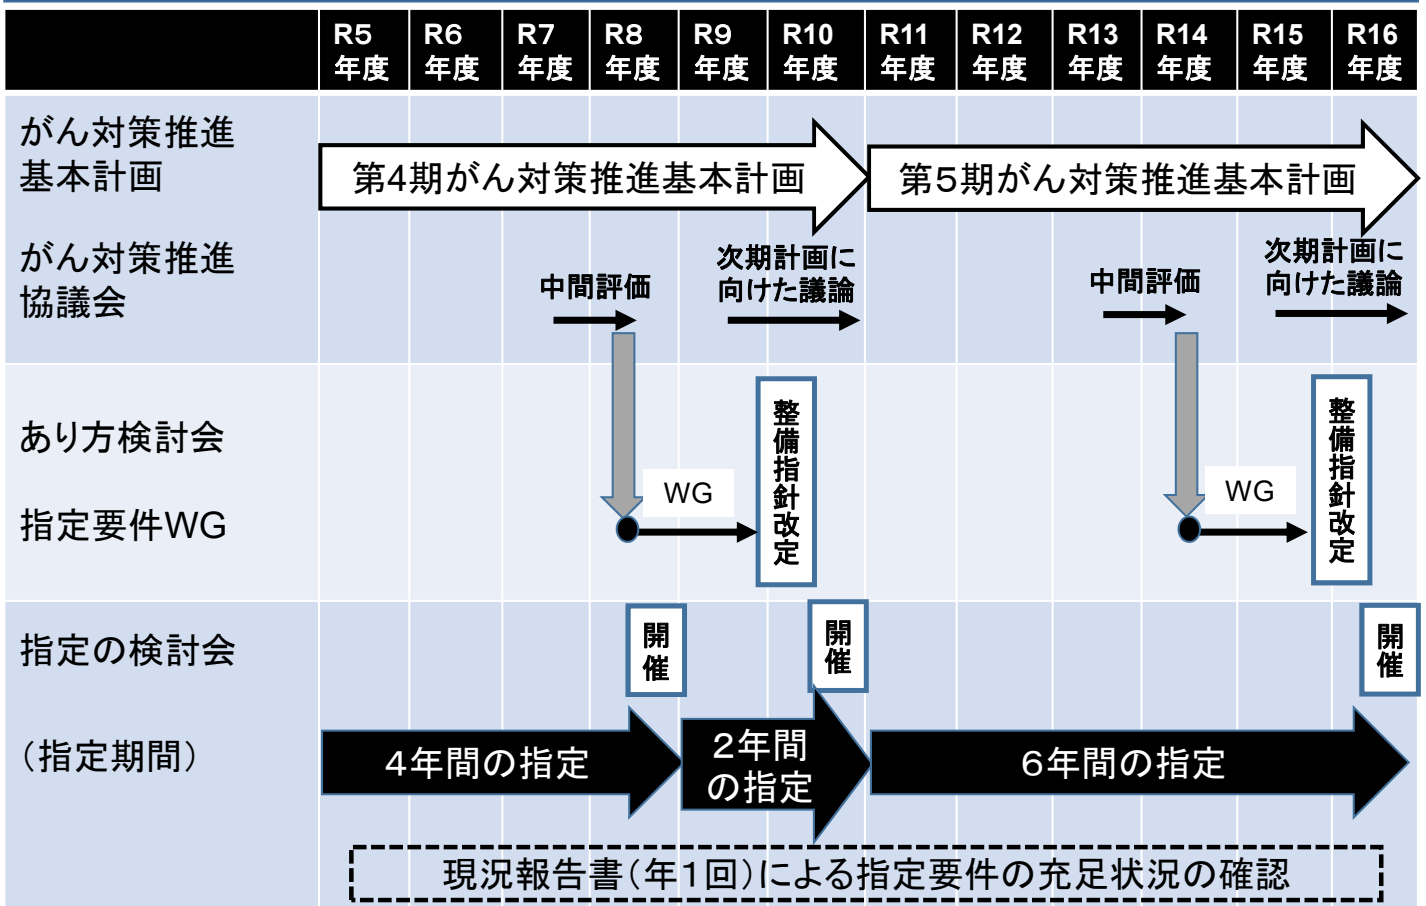 R5 R6 R7 R8 R9 R10 R11 R12 R13 R14 R15 R16
年度 年度 年度 年度 年度 年度 年度 年度 年度 年度 年度 年度
がん対策推進
基本計画
第4期がん対策推進基本計画
第5期がん対策推進基本計画
がん対策推進
協議会
中間評価
次期計画に
向けた議論
中間評価
次期計画に
向けた議論
あり方検討会
指定要件WG
WG
整備指針改定
WG
整備指針改定
指定の検討会
開催
開催
開催
（指定期間）
4年間の指定
2年間
の指定
6年間の指定
現況報告書（年1回）による指定要件の充足状況の確認